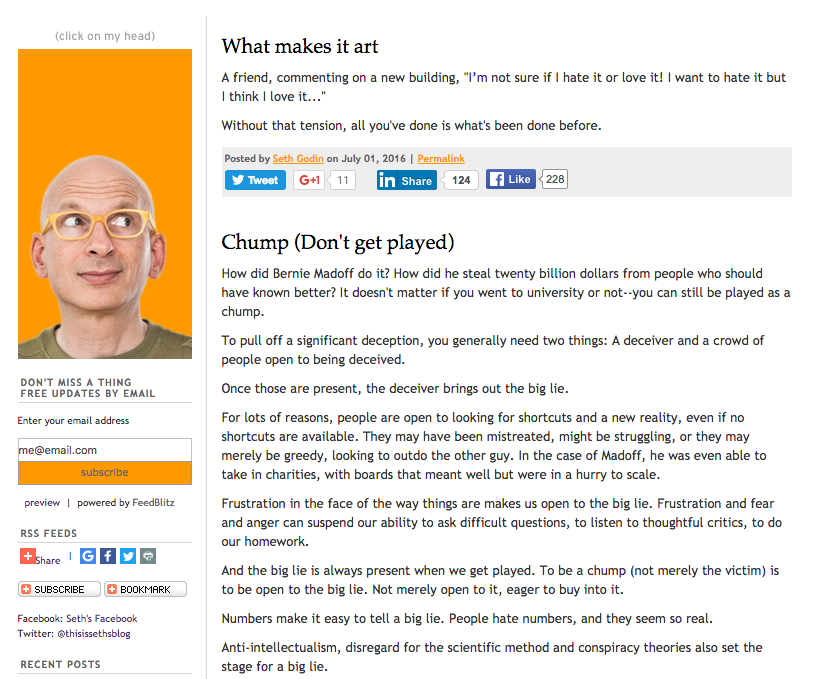 (click on my head)
DON'T MISS A THING
FREE UPDATES BY EMAIL
Enter your email address
me@email.com
subscribe
preview | powered by FeedBlitz
RSS FEEDS
Share |
SUBSCRIBE BOOKMARK
Facebook: Seth's Facebook
Twitter: @thisissethsblog
RECENT POSTS
What makes it art
A friend, commenting on a new building, "I'm not sure if I hate it or love it! I want to hate it but
I think I love it..."
Without that tension, all you've done is what's been done before.
Posted by Seth Godin on July 01, 2016 | Permalink
Tweet G+1 11 in Share 124 f Like 228
Chump (Don't get played)
How did Bernie Madoff do it? How did he steal twenty billion dollars from people who should
have known better? It doesn't matter if you went to university or not--you can still be played as a
chump.
To pull off a significant deception, you generally need two things: A deceiver and a crowd of
people open to being deceived.
Once those are present, the deceiver brings out the big lie.
For lots of reasons, people are open to looking for shortcuts and a new reality, even if no
shortcuts are available. They may have been mistreated, might be struggling, or they may
merely be greedy, looking to outdo the other guy. In the case of Madoff, he was even able to
take in charities, with boards that meant well but were in a hurry to scale.
Frustration in the face of the way things are makes us open to the big lie. Frustration and fear
and anger can suspend our ability to ask difficult questions, to listen to thoughtful critics, to do
our homework.
And the big lie is always present when we get played. To be a chump (not merely the victim) is
to be open to the big lie. Not merely open to it, eager to buy into it.
Numbers make it easy to tell a big lie. People hate numbers, and they seem so real.
Anti-intellectualism, disregard for the scientific method and conspiracy theories also set the
stage for a big lie.